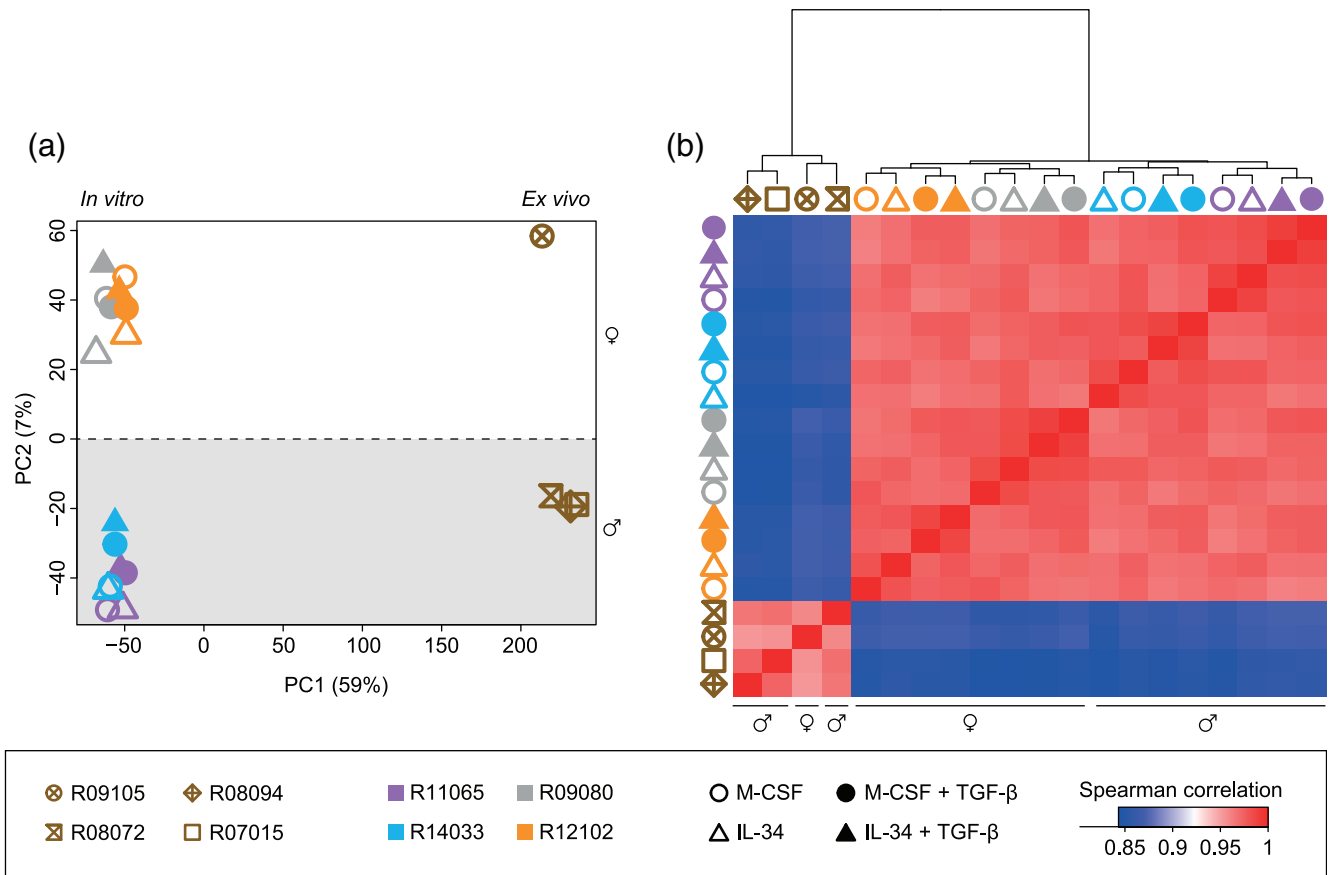 (a)
(b)
In vitro
Ex vivo
60
40
20
0
−20
−40
PC2 (7%)
♀
♂
−50
0
50
100
150
200
PC1 (59%)
♂
♀
♂
♀
♂
R09105
R08094
R11065
R09080
M-CSF
M-CSF + TGF-β
R08072
R07015
R14033
R12102
IL-34
IL-34 + TGF-β
Spearman correlation
0.85
0.9
0.95
1